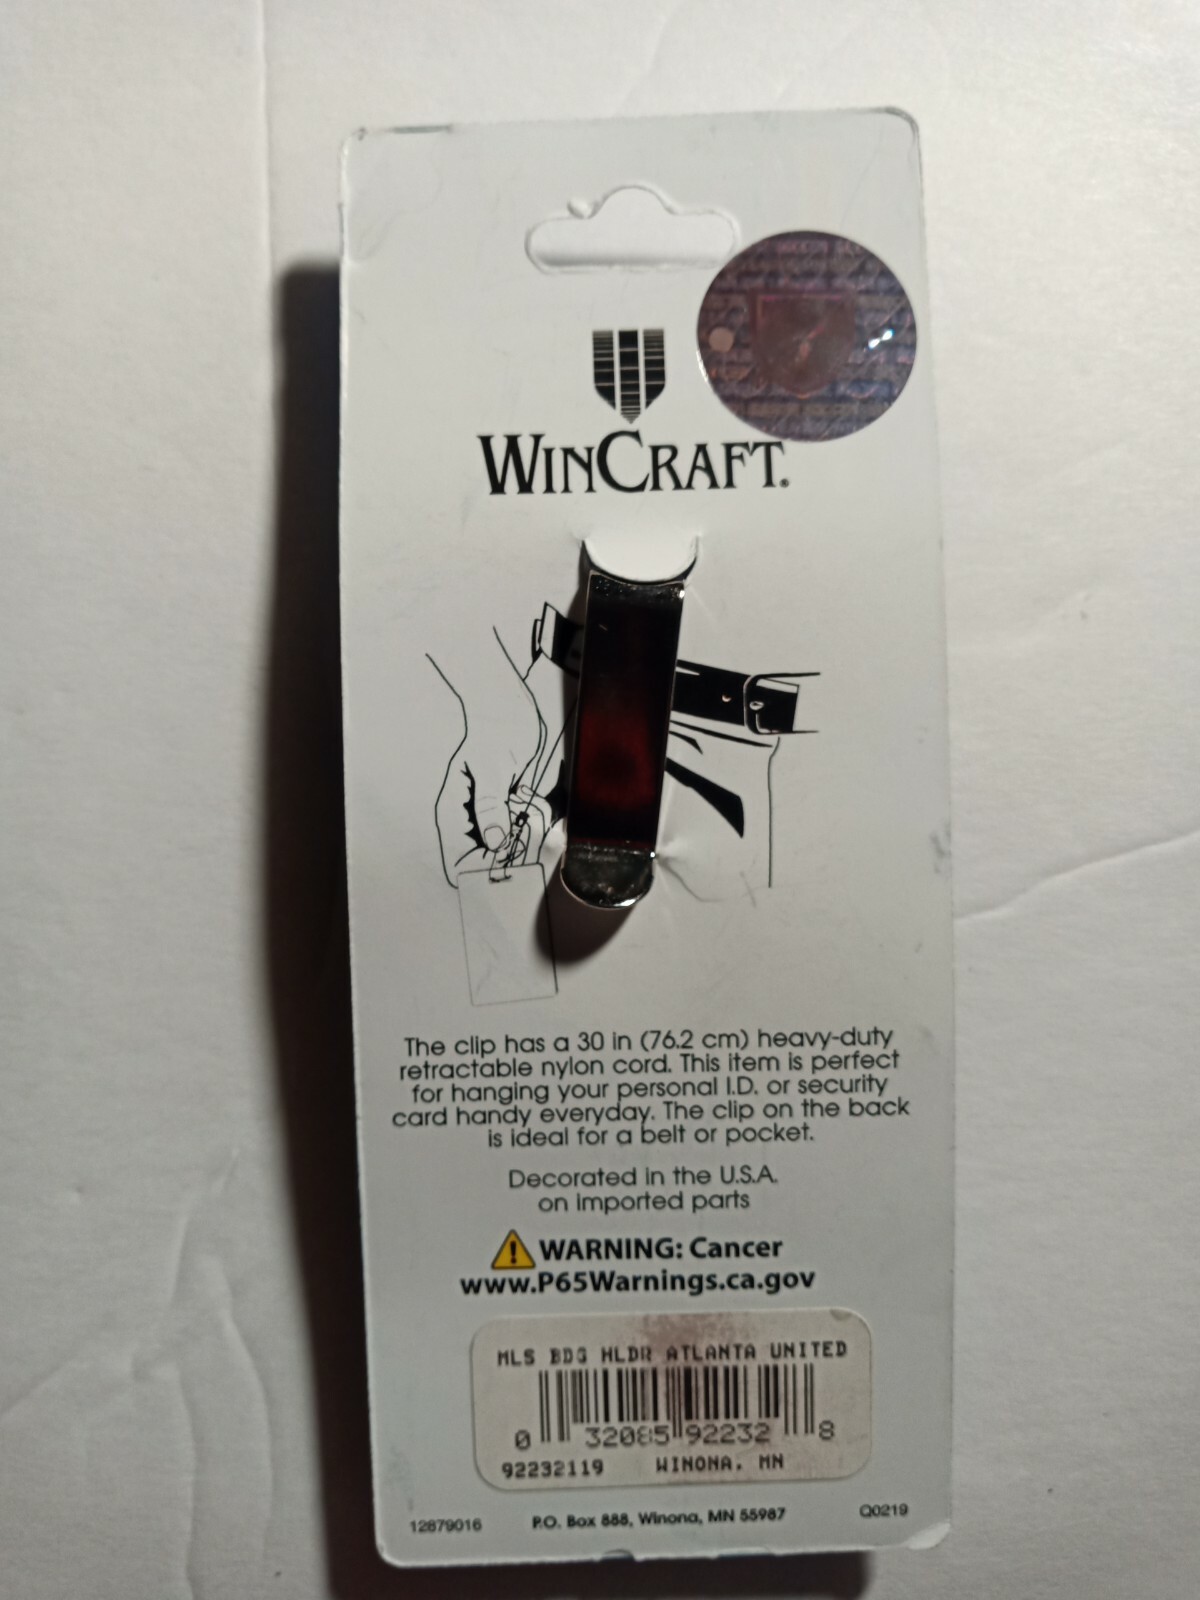 WINCRAFT®
The clip has a 30 in (76.2 cm) heavy-duty
retractable nylon cord. This item is perfect
for hanging your personal I.D. or security
card handy everyday. The clip on the back
is ideal for a belt or pocket.
Decorated in the U.S.A.
on imported parts
WARNING: Cancer
www.P65Warnings.ca.gov
MLS BDG HLDR ATLANTA UNITED
0 32085 92232 8
92232119 WINONA, MN
12879016 P.O. Box 888, Winona, MN 55987 Q0219